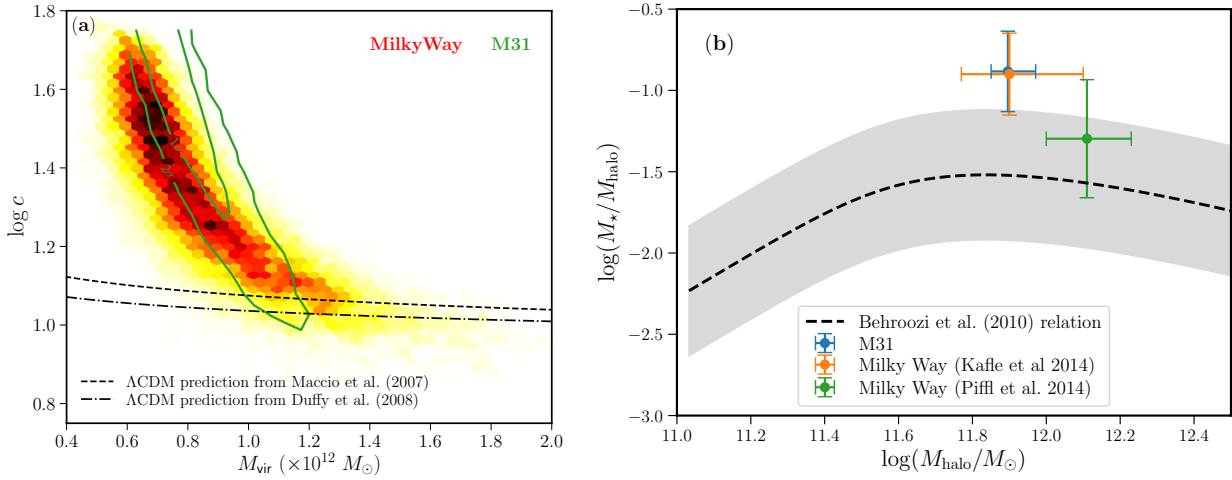 (a)
MilkyWay M31
1.8
1.6
1.4
1.2
1.0
0.8
log c
ΛCDM prediction from Maccio et al. (2007)
ΛCDM prediction from Duffy et al. (2008)
0.4 0.6 0.8 1.0 1.2 1.4 1.6 1.8 2.0
M_vir (×10^12 M_⊙)
(b)
−0.5
−1.0
−1.5
−2.0
−2.5
−3.0
log(M_⋆/M_halo)
Behroozi et al. (2010) relation
M31
Milky Way (Kafle et al 2014)
Milky Way (Piffl et al. 2014)
11.0 11.2 11.4 11.6 11.8 12.0 12.2 12.4
log(M_halo/M_⊙)